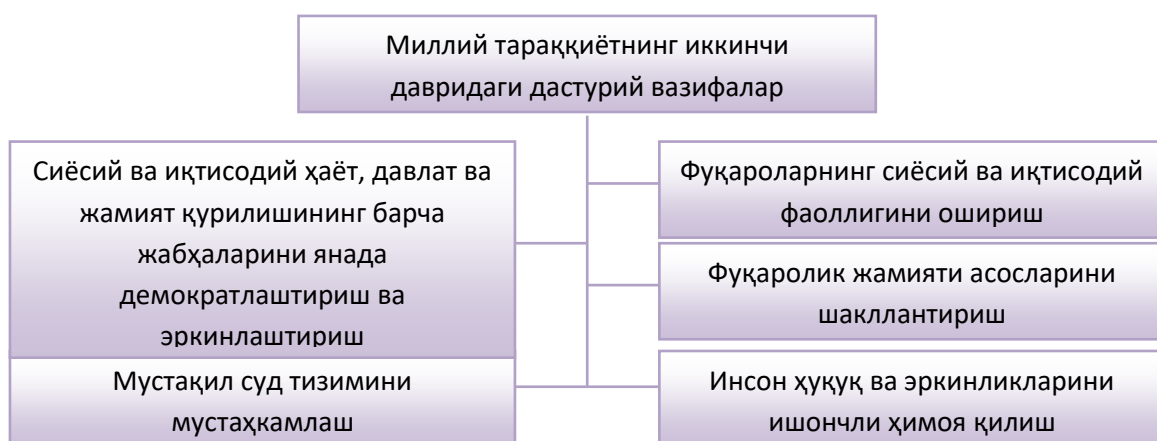 Миллий тараққиётнинг иккинчи
давридаги дастурий вазифалар
Сиёсий ва иқтисодий ҳаёт, давлат ва
жамият қурилишининг барча
жабҳаларини янада
демократлаштириш ва
эркинлаштириш
Фуқароларнинг сиёсий ва иқтисодий
фаоллигини ошириш
Фуқаролик жамияти асосларини
шакллантириш
Мустақил суд тизимини
мустаҳкамлаш
Инсон ҳуқуқ ва эркинликларини
ишончли ҳимоя қилиш